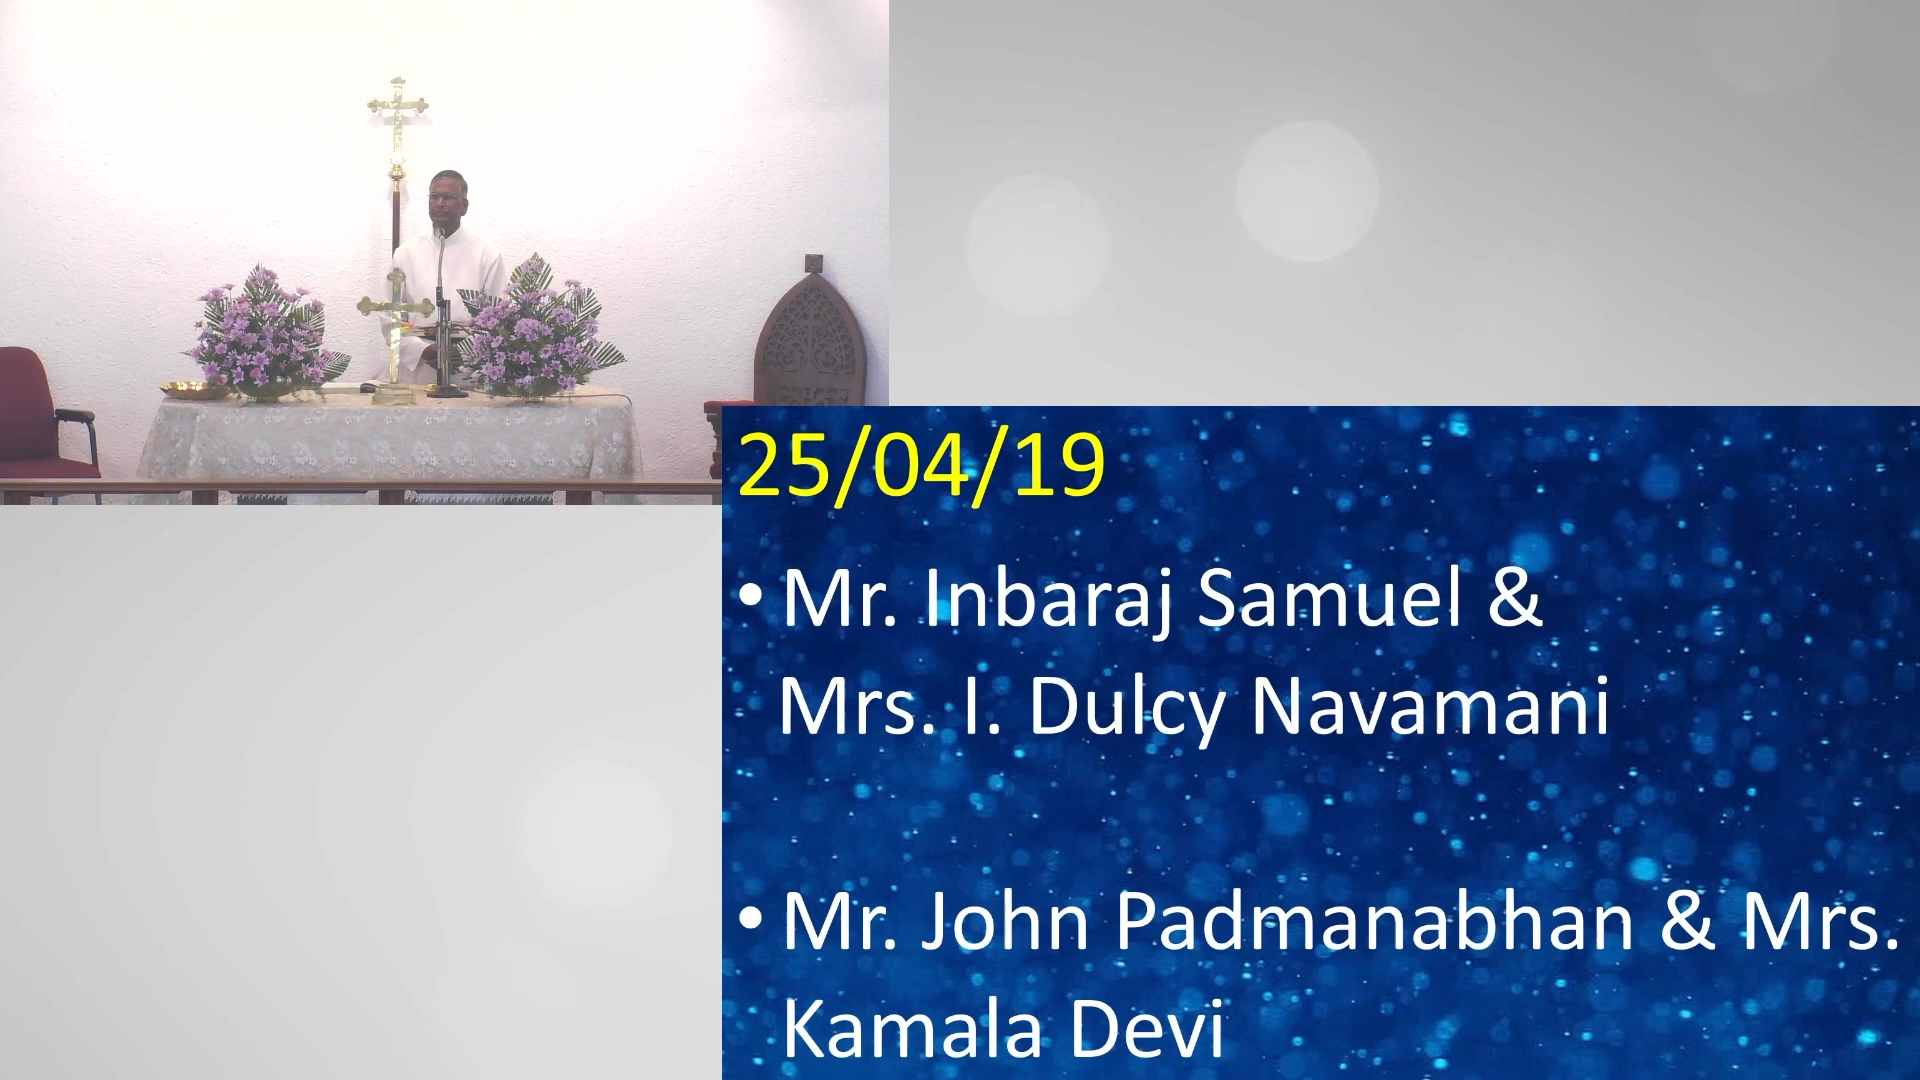 25/04/19
• Mr. Inbaraj Samuel &
Mrs. I. Dulcy Navamani
• Mr. John Padmanabhan & Mrs.
Kamala Devi